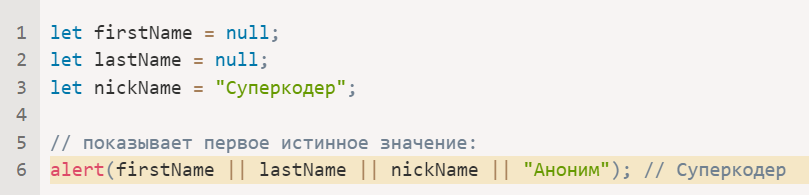 1 let firstName = null;
2 let lastName = null;
3 let nickName = "Суперкодер";
4
5 // показывает первое истинное значение:
6 alert(firstName || lastName || nickName || "Аноним"); // Суперкодер